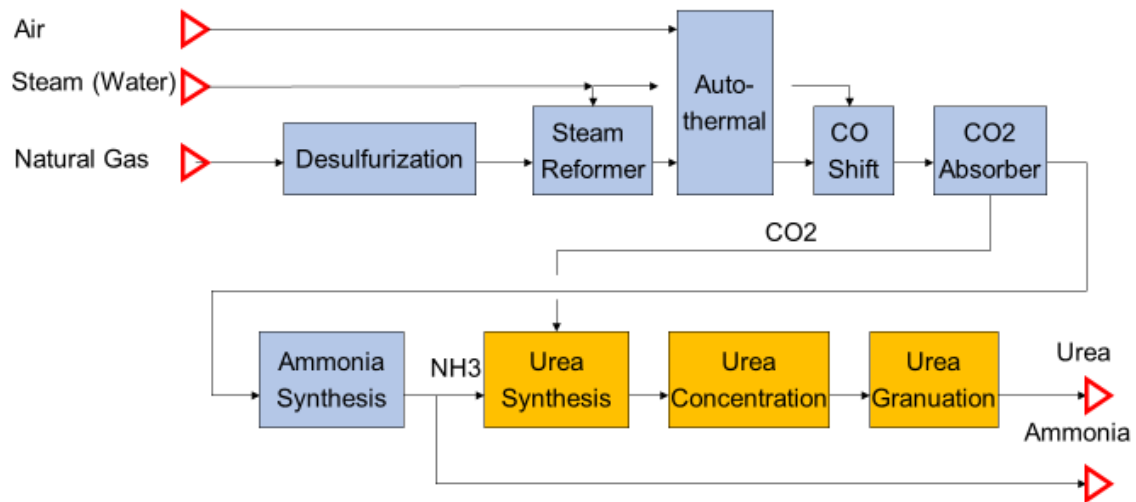 Air
Steam (Water)
Natural Gas
Desulfurization
Steam
Reformer
Auto-
thermal
CO
Shift
CO2
Absorber
CO2
Ammonia
Synthesis
NH3
Urea
Synthesis
Urea
Concentration
Urea
Granuation
Urea
Ammonia